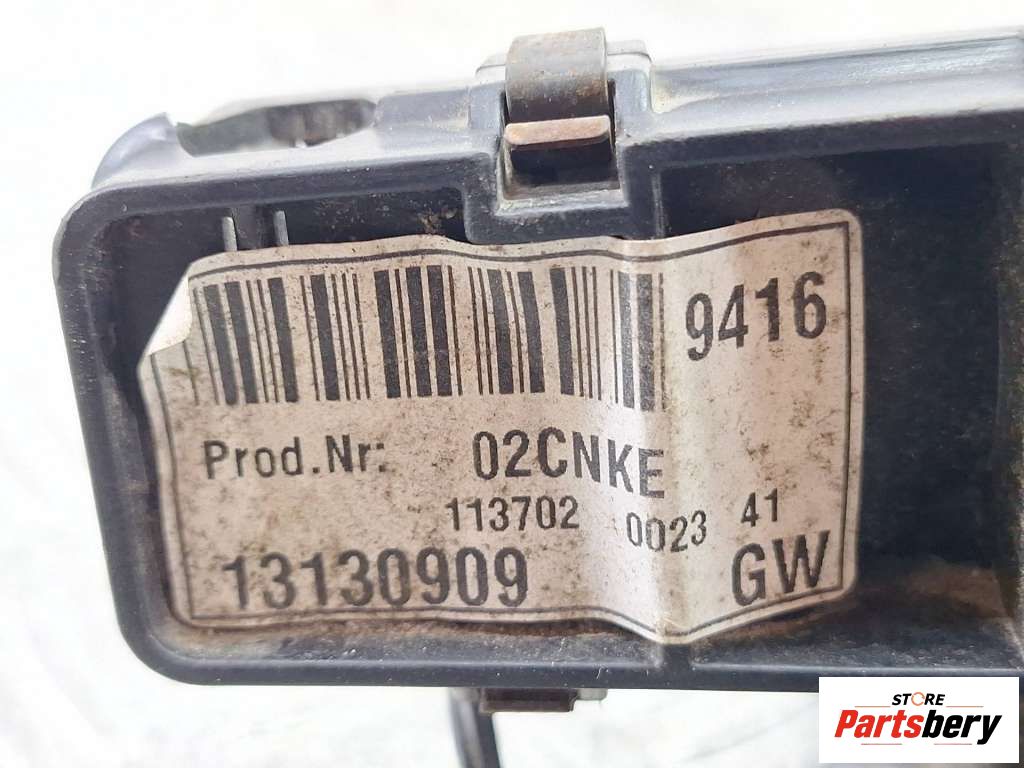 9416
Prod.Nr: 02CNKE
113702 0023 41
13130909 GW
STORE
Partsbery